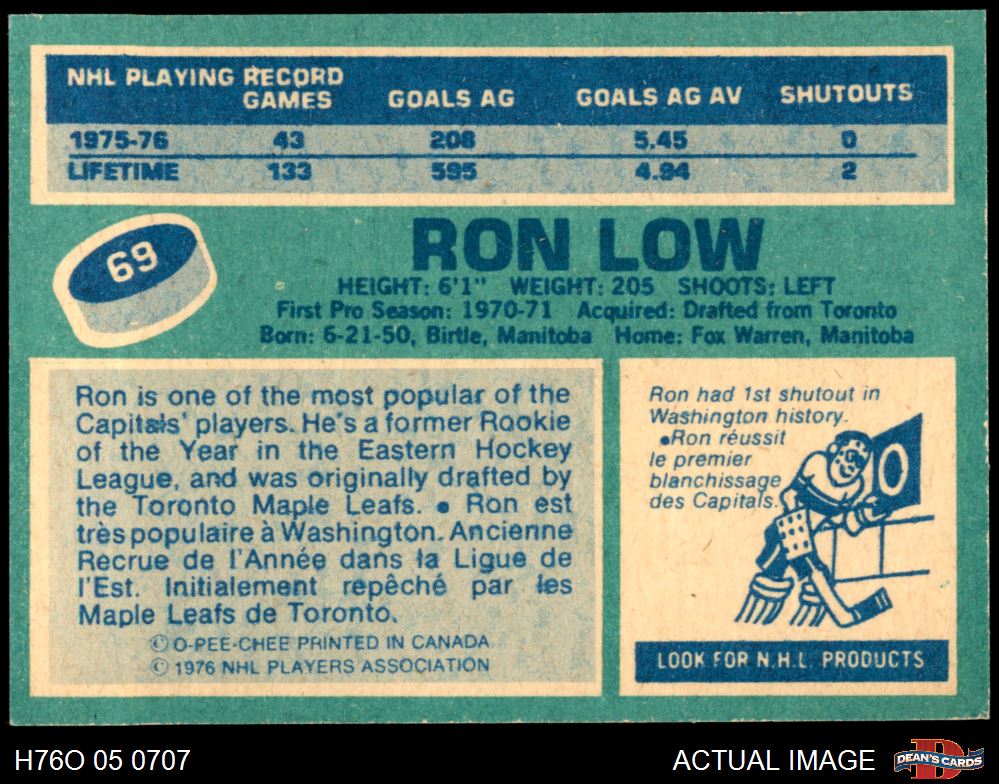 NHL PLAYING RECORD
GAMES GOALS AG GOALS AG AV SHUTOUTS
1975-76 43 208 5.45 0
LIFETIME 133 595 4.94 2
69
RON LOW
HEIGHT: 6'1" WEIGHT: 205 SHOOTS: LEFT
First Pro Season: 1970-71 Acquired: Drafted from Toronto
Born: 6-21-50, Birtle, Manitoba Home: Fox Warren, Manitoba
Ron is one of the most popular of the
Capitals' players. He's a former Rookie
of the Year in the Eastern Hockey
League, and was originally drafted by
the Toronto Maple Leafs. • Ron est
très populaire à Washington. Ancienne
Recrue de l'Année dans la Ligue de
l'Est. Initialement repêché par les
Maple Leafs de Toronto.
© O-PEE-CHEE PRINTED IN CANADA
© 1976 NHL PLAYERS ASSOCIATION
Ron had 1st shutout in
Washington history.
•Ron réussit
le premier
blanchissage
des Capitals.
0
LOOK FOR N.H.L. PRODUCTS
H76O 05 0707
ACTUAL IMAGE
DEAN'S CARDS